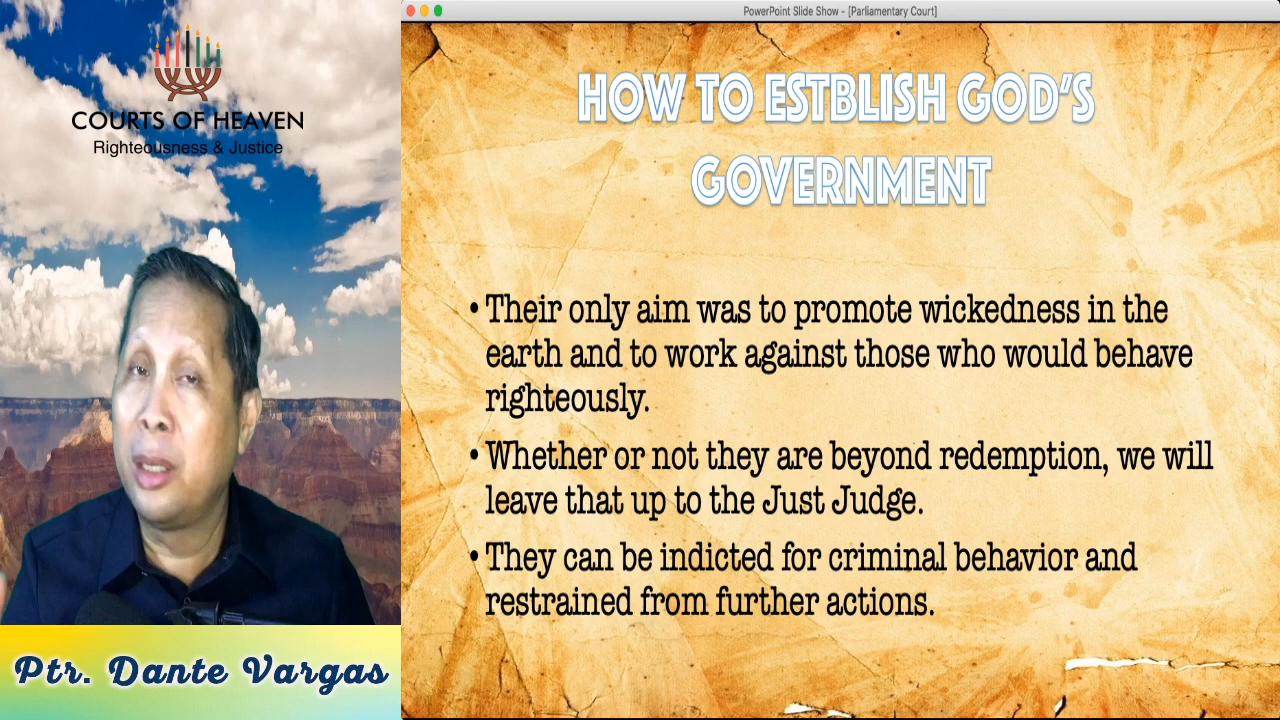 PowerPoint Slide Show - [Parliamentary Court]
COURTS OF HEAVEN
Righteousness & Justice
HOW TO ESTBLISH GOD'S
GOVERNMENT
• Their only aim was to promote wickedness in the
earth and to work against those who would behave
righteously.
• Whether or not they are beyond redemption, we will
leave that up to the Just Judge.
• They can be indicted for criminal behavior and
restrained from further actions.
Ptr. Dante Vargas